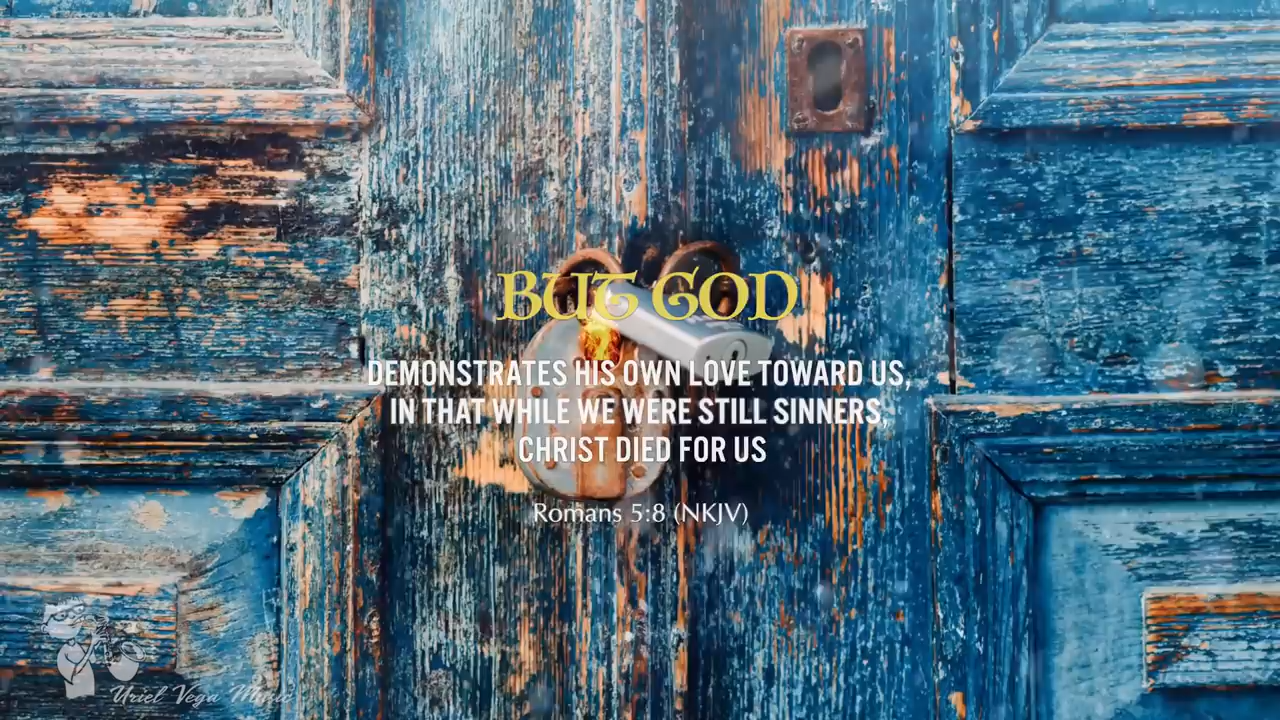 BUT GOD
DEMONSTRATES HIS OWN LOVE TOWARD US,
IN THAT WHILE WE WERE STILL SINNERS,
CHRIST DIED FOR US
Romans 5:8 (NKJV)
Uriel Vega Music